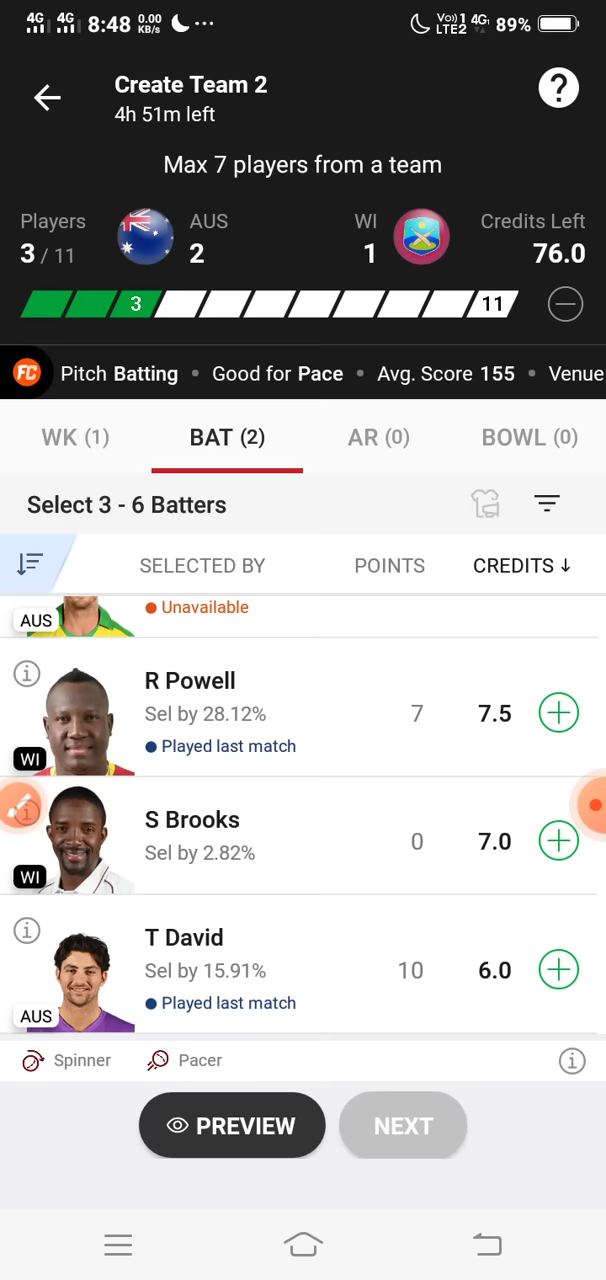 4G 4G 8:48 0.00 KB/s ... Vo) 1 LTE2 4G 89%
Create Team 2
4h 51m left
?
Max 7 players from a team
Players AUS WI Credits Left
3 / 11 2 1 76.0
3 11
FC Pitch Batting • Good for Pace • Avg. Score 155 • Venue
WK (1) BAT (2) AR (0) BOWL (0)
Select 3 - 6 Batters
SELECTED BY POINTS CREDITS ↓
AUS Unavailable
R Powell
Sel by 28.12% 7 7.5
WI Played last match
S Brooks
Sel by 2.82% 0 7.0
WI
T David
Sel by 15.91% 10 6.0
AUS Played last match
Spinner Pacer
PREVIEW NEXT